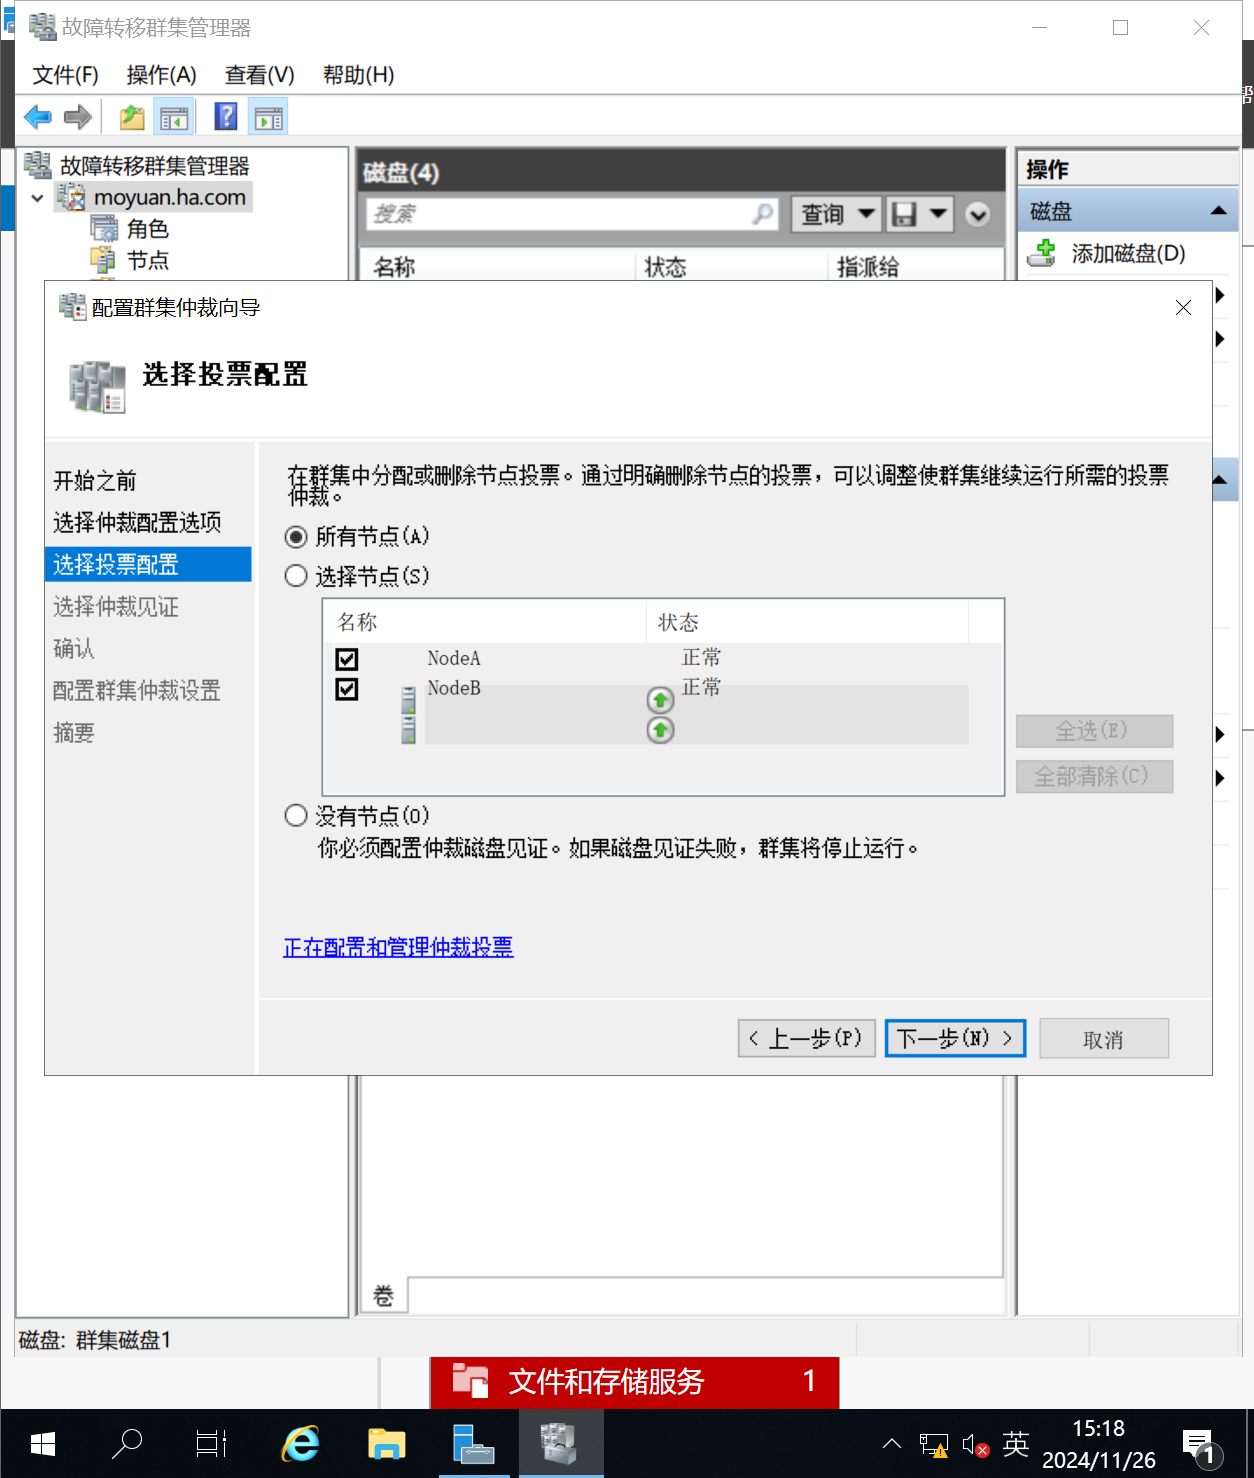 故障转移群集管理器
文件(F) 操作(A) 查看(V) 帮助(H)
故障转移群集管理器
moyuan.ha.com
角色
节点
磁盘(4)
搜索
查询
名称 状态 指派给
操作
磁盘
添加磁盘(D)
配置群集仲裁向导
选择投票配置
开始之前
选择仲裁配置选项
选择投票配置
选择仲裁见证
确认
配置群集仲裁设置
摘要
在群集中分配或删除节点投票。通过明确删除节点的投票，可以调整使群集继续运行所需的投票
仲裁。
所有节点(A)
选择节点(S)
名称 状态
NodeA 正常
NodeB 正常
全选(E)
全部清除(C)
没有节点(O)
你必须配置仲裁磁盘见证。如果磁盘见证失败，群集将停止运行。
正在配置和管理仲裁投票
< 上一步(P) 下一步(N) > 取消
卷
磁盘: 群集磁盘1
文件和存储服务 1
英
15:18
2024/11/26
1